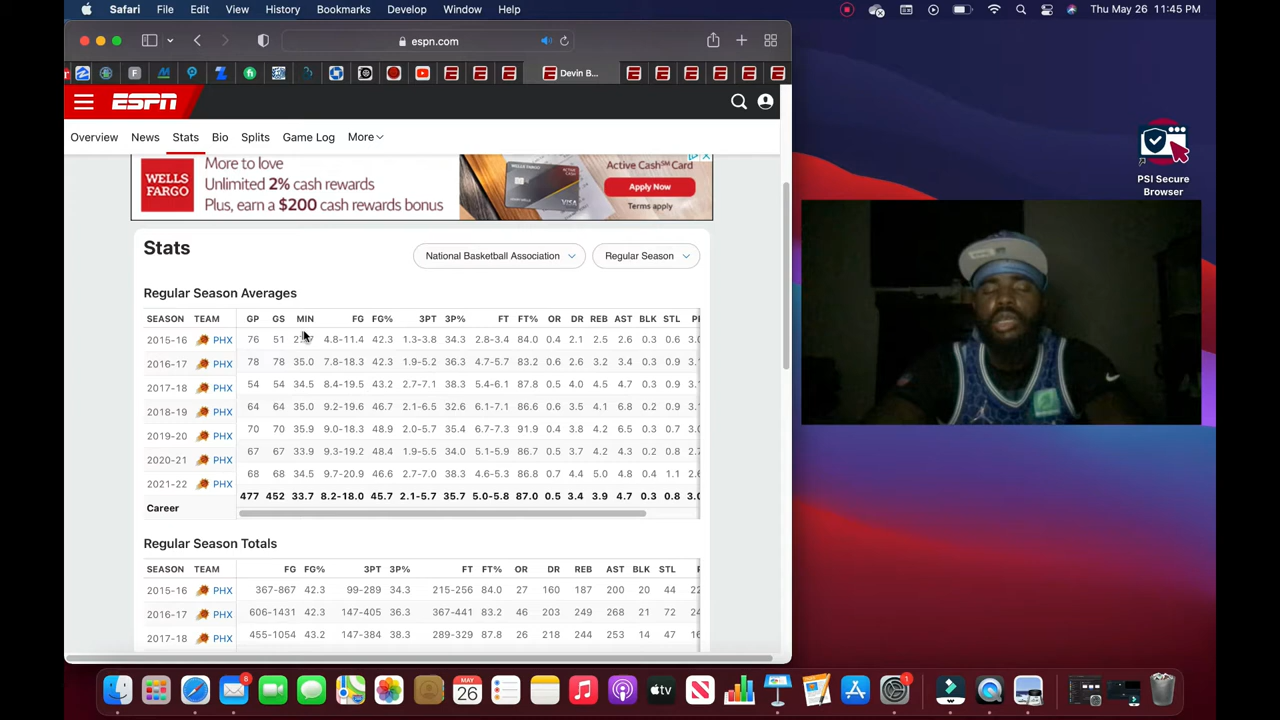 Safari File Edit View History Bookmarks Develop Window Help Thu May 26 11:45 PM
espn.com
Devin B...
ESPN
Overview News Stats Bio Splits Game Log More
WELLS FARGO
More to love
Unlimited 2% cash rewards
Plus, earn a $200 cash rewards bonus
Active Cash℠ Card
Apply Now
Terms apply
PSI Secure
Browser
Stats
National Basketball Association Regular Season
Regular Season Averages
SEASON TEAM GP GS MIN FG FG% 3PT 3P% FT FT% OR DR REB AST BLK STL
2015-16 PHX 76 51 4.8-11.4 42.3 1.3-3.8 34.3 2.8-3.4 84.0 0.4 2.1 2.5 2.6 0.3 0.6
2016-17 PHX 78 78 35.0 7.8-18.3 42.3 1.9-5.2 36.3 4.7-5.7 83.2 0.6 2.6 3.2 3.4 0.3 0.9
2017-18 PHX 54 54 34.5 8.4-19.5 43.2 2.7-7.1 38.3 5.4-6.1 87.8 0.5 4.0 4.5 4.7 0.3 0.9
2018-19 PHX 64 64 35.0 9.2-19.6 46.7 2.1-6.5 32.6 6.1-7.1 86.6 0.6 3.5 4.1 6.8 0.2 0.9
2019-20 PHX 70 70 35.9 9.0-18.3 48.9 2.0-5.7 35.4 6.7-7.3 91.9 0.4 3.8 4.2 6.5 0.3 0.7
2020-21 PHX 67 67 33.9 9.3-19.2 48.4 1.9-5.5 34.0 5.1-5.9 86.7 0.5 3.7 4.2 4.3 0.2 0.8
2021-22 PHX 68 68 34.5 9.7-20.9 46.6 2.7-7.0 38.3 4.6-5.3 86.8 0.7 4.4 5.0 4.8 0.4 1.1
Career 477 452 33.7 8.2-18.0 45.7 2.1-5.7 35.7 5.0-5.8 87.0 0.5 3.4 3.9 4.7 0.3 0.8
Regular Season Totals
SEASON TEAM FG FG% 3PT 3P% FT FT% OR DR REB AST BLK STL
2015-16 PHX 367-867 42.3 99-289 34.3 215-256 84.0 27 160 187 200 20 44
2016-17 PHX 606-1431 42.3 147-405 36.3 367-441 83.2 46 203 249 268 21 72
2017-18 PHX 455-1054 43.2 147-384 38.3 289-329 87.8 26 218 244 253 14 47
MAY
26
tv